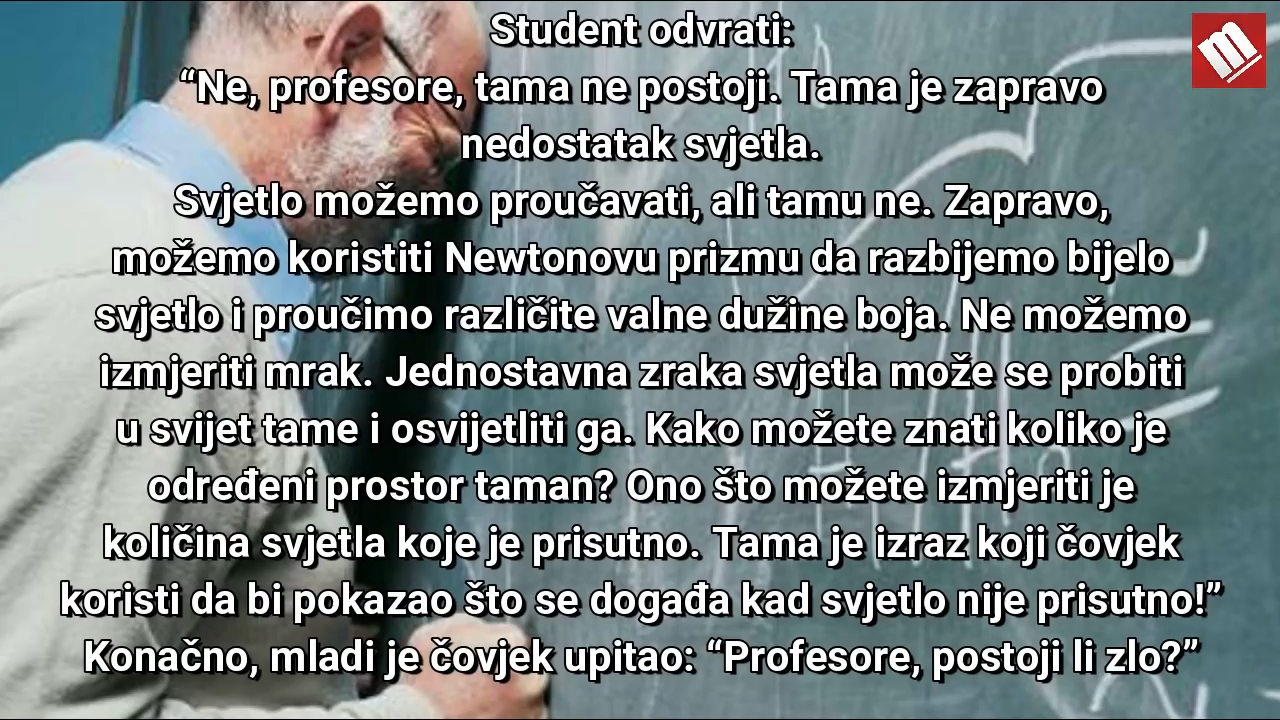 Student odvrati:
“Ne, profesore, tama ne postoji. Tama je zapravo
nedostatak svjetla.
Svjetlo možemo proučavati, ali tamu ne. Zapravo,
možemo koristiti Newtonovu prizmu da razbijemo bijelo
svjetlo i proučimo različite valne dužine boja. Ne možemo
izmjeriti mrak. Jednostavna zraka svjetla može se probiti
u svijet tame i osvijetliti ga. Kako možete znati koliko je
određeni prostor taman? Ono što možete izmjeriti je
količina svjetla koje je prisutno. Tama je izraz koji čovjek
koristi da bi pokazao što se događa kad svjetlo nije prisutno!”
Konačno, mladi je čovjek upitao: “Profesore, postoji li zlo?”